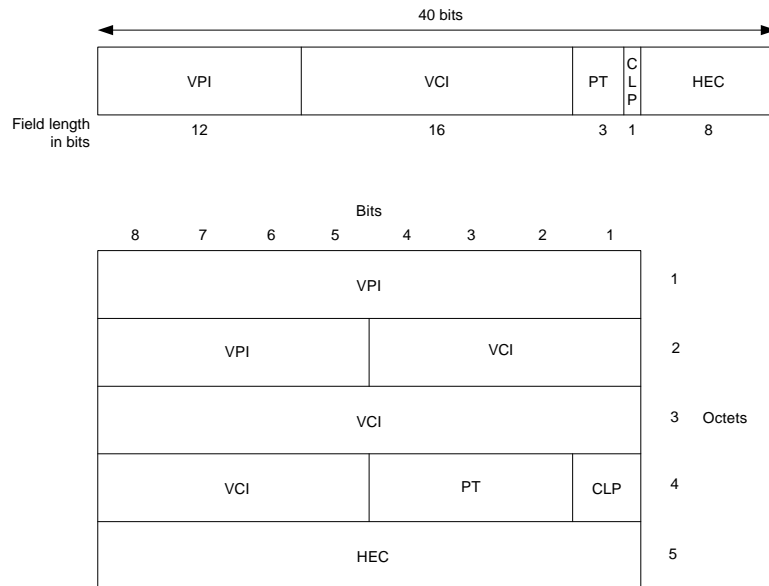 40 bits
VPI
VCI
PT
C
L
P
HEC
Field length
in bits
12
16
3
1
8
Bits
8 7 6 5 4 3 2 1
VPI
1
VPI
VCI
2
VCI
3
Octets
VCI
PT
CLP
4
HEC
5